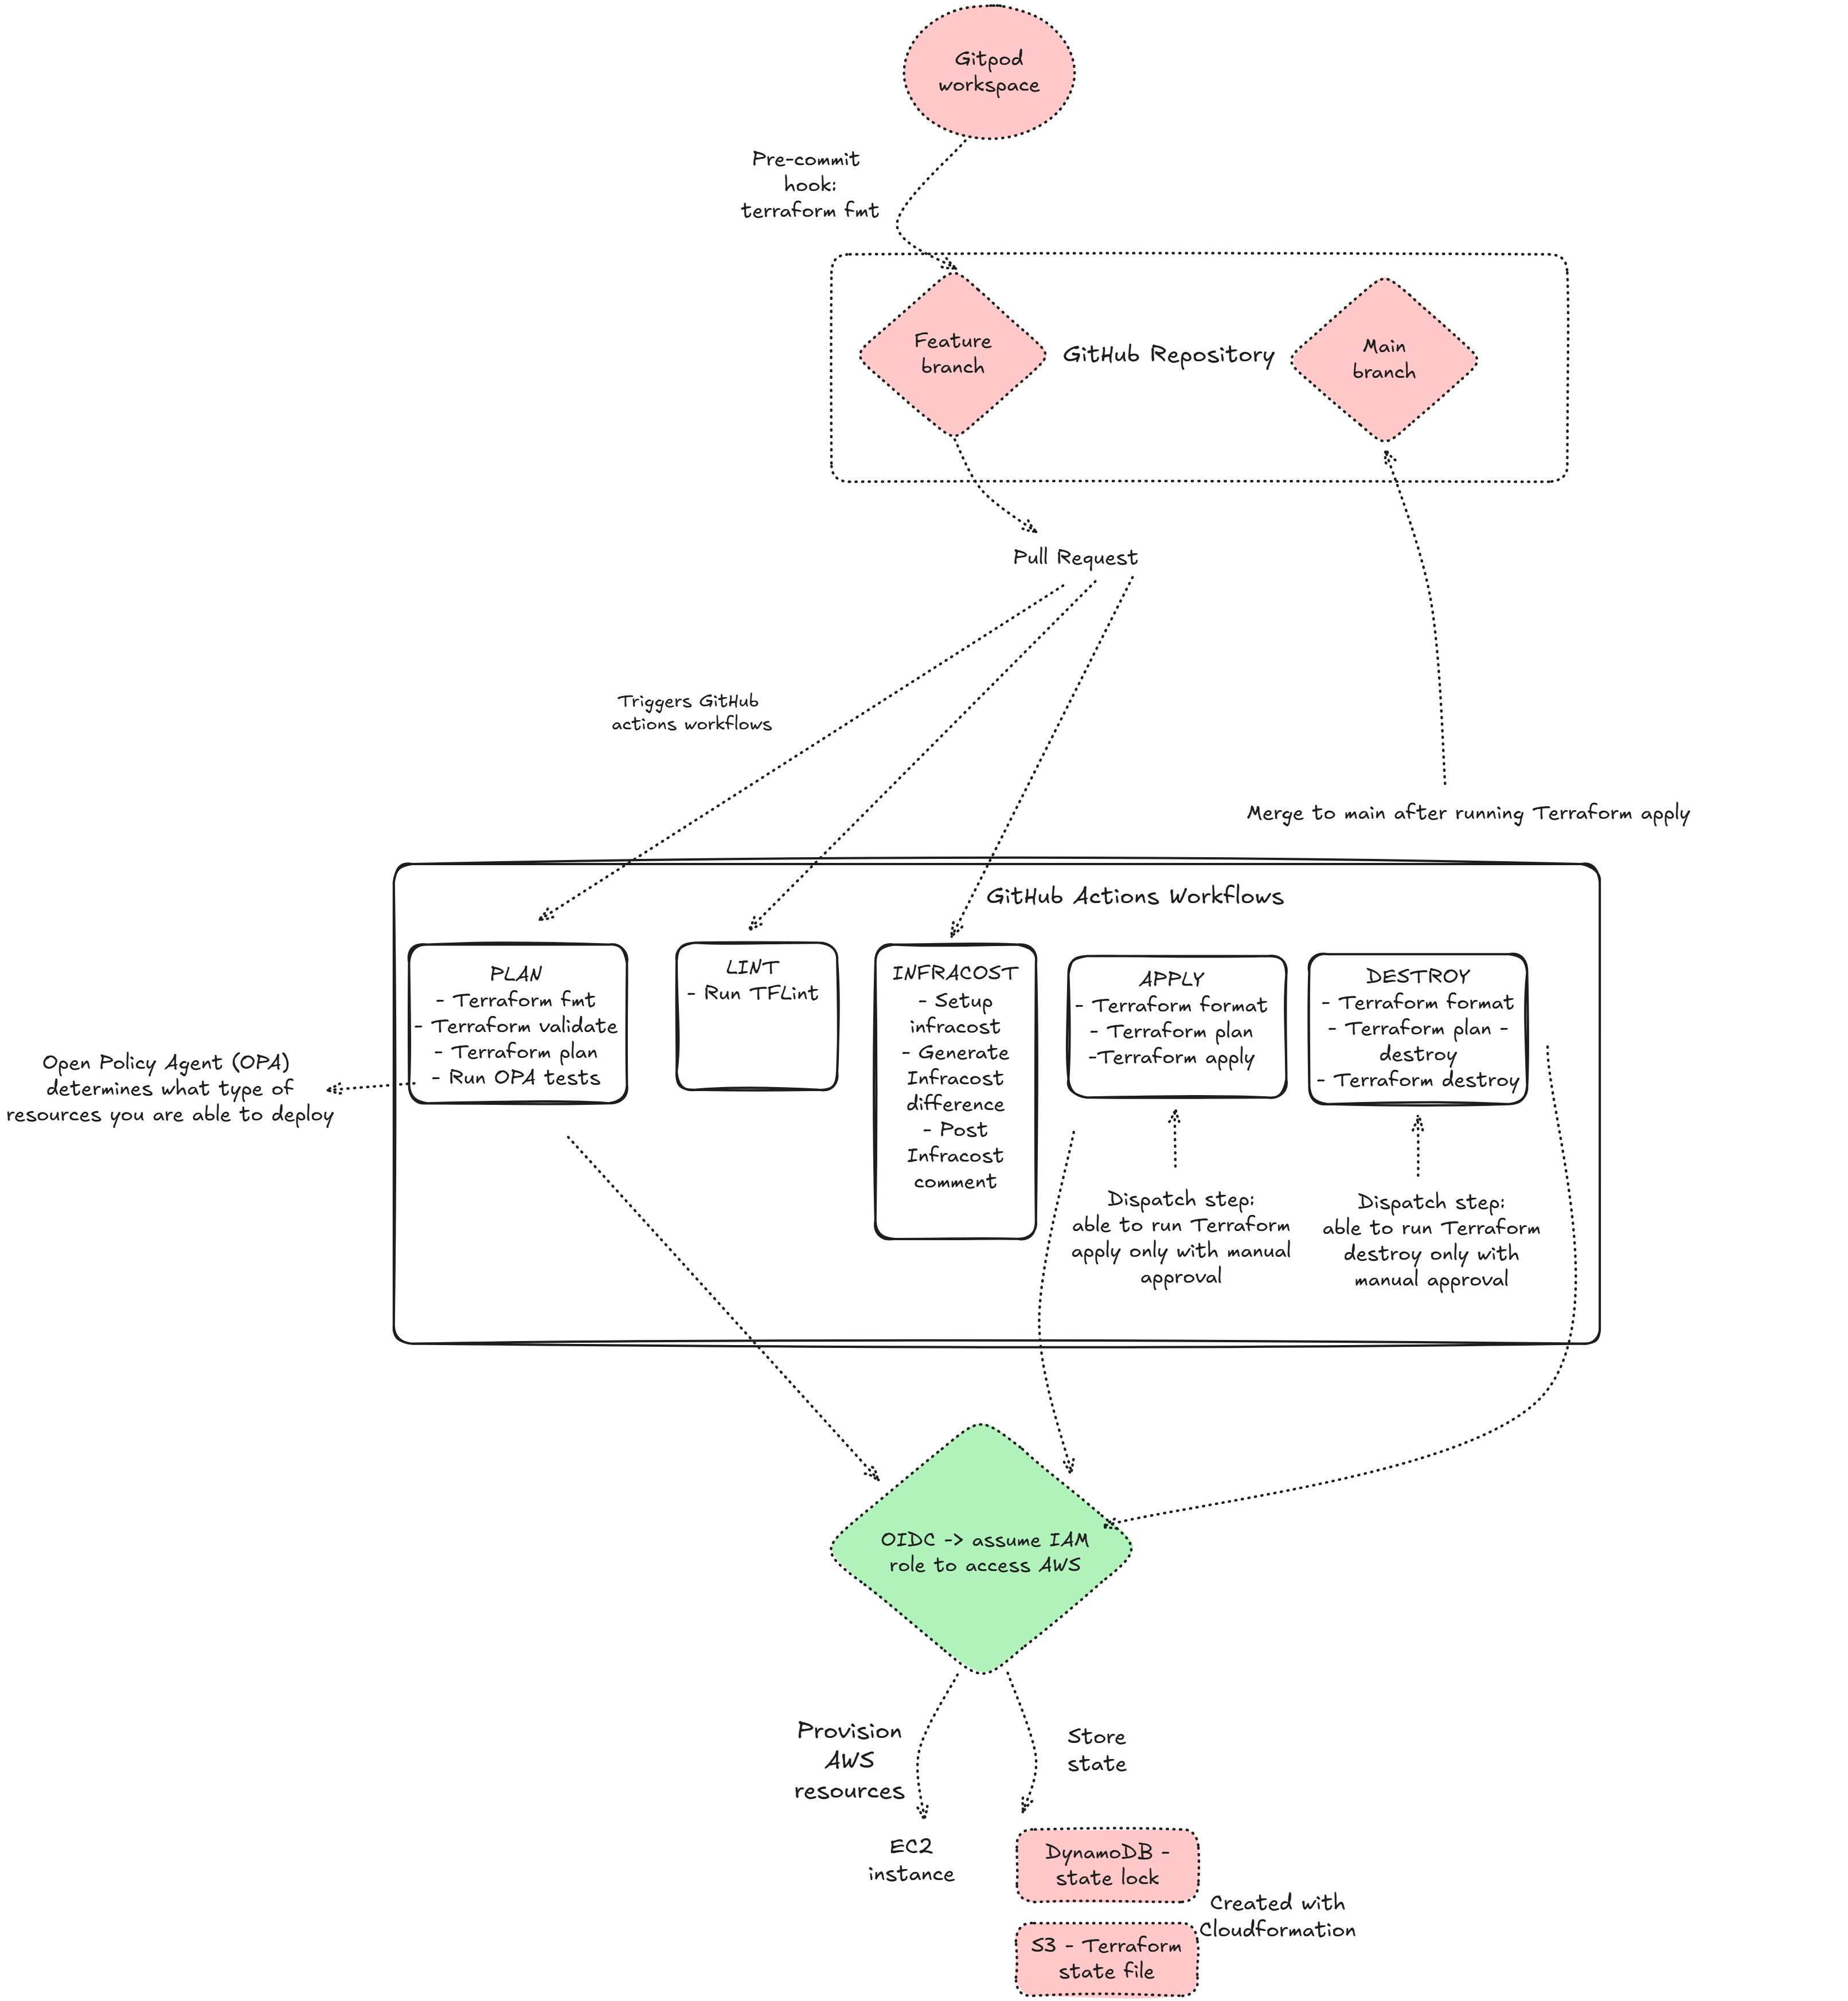 Gitpod
workspace
Pre-commit
hook:
terraform fmt
Feature
branch
GitHub Repository
Main
branch
Pull Request
Triggers GitHub
actions workflows
Merge to main after running Terraform apply
GitHub Actions Workflows
PLAN
- Terraform fmt
- Terraform validate
- Terraform plan
- Run OPA tests
LINT
- Run TFLint
INFRACOST
- Setup
infracost
- Generate
Infracost
difference
- Post
Infracost
comment
APPLY
- Terraform format
- Terraform plan
-Terraform apply
DESTROY
- Terraform format
- Terraform plan -
destroy
- Terraform destroy
Open Policy Agent (OPA)
determines what type of
resources you are able to deploy
Dispatch step:
able to run Terraform
apply only with manual
approval
Dispatch step:
able to run Terraform
destroy only with
manual approval
OIDC -> assume IAM
role to access AWS
Provision
AWS
resources
Store
state
EC2
instance
DynamoDB -
state lock
Created with
Cloudformation
S3 - Terraform
state file